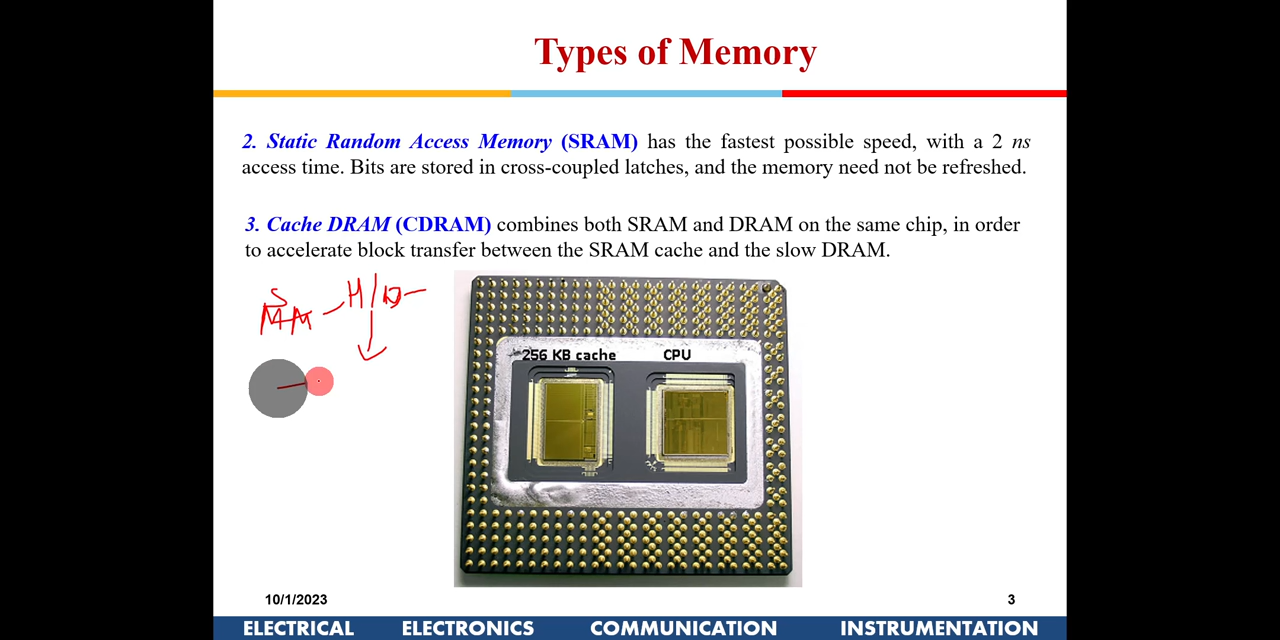 Types of Memory
2. Static Random Access Memory (SRAM) has the fastest possible speed, with a 2 ns
access time. Bits are stored in cross-coupled latches, and the memory need not be refreshed.
3. Cache DRAM (CDRAM) combines both SRAM and DRAM on the same chip, in order
to accelerate block transfer between the SRAM cache and the slow DRAM.
256 KB cache CPU
10/1/2023 3
ELECTRICAL ELECTRONICS COMMUNICATION INSTRUMENTATION